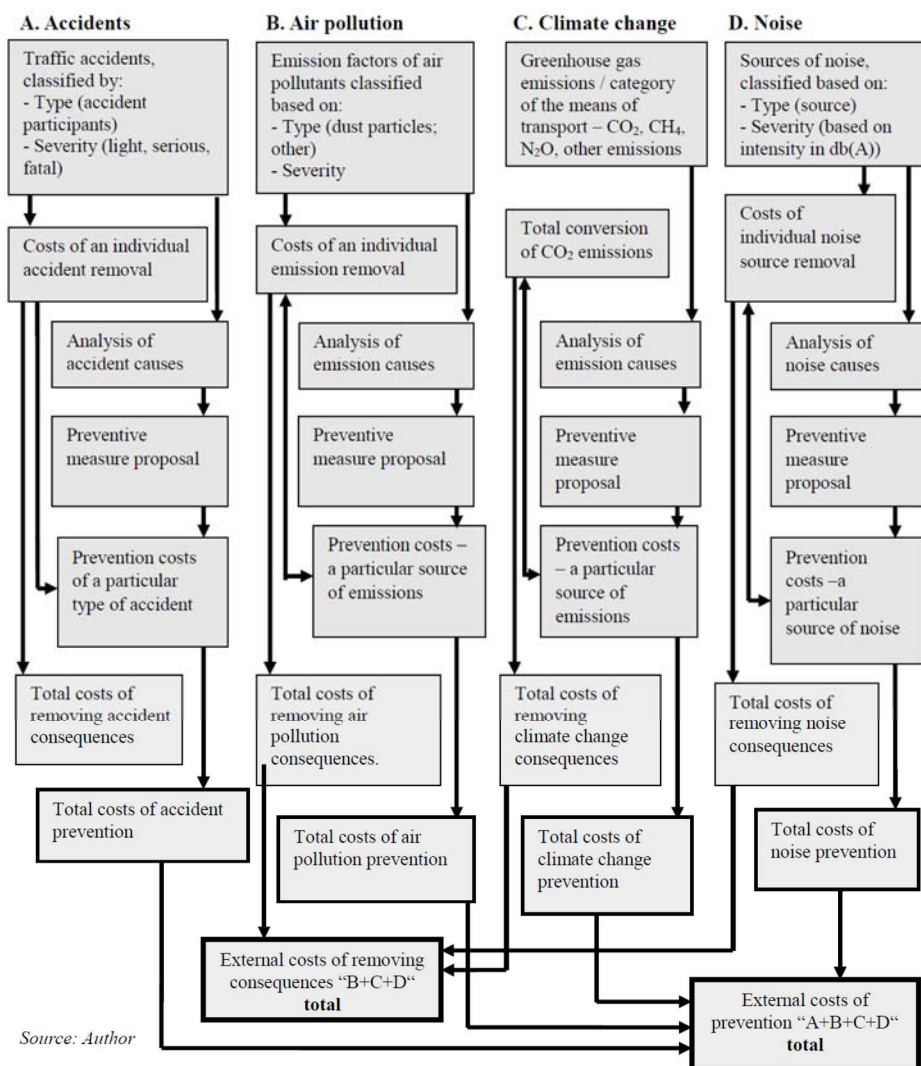 A. Accidents
Traffic accidents,
classified by:
- Type (accident
participants)
- Severity (light, serious,
fatal)
Costs of an individual
accident removal
Analysis of
accident causes
Preventive
measure proposal
Prevention costs
of a particular
type of accident
Total costs of
removing accident
consequences
Total costs of accident
prevention
B. Air pollution
Emission factors of air
pollutants classified
based on:
- Type (dust particles;
other)
- Severity
Costs of an individual
emission removal
Analysis of
emission causes
Preventive
measure proposal
Prevention costs –
a particular source
of emissions
Total costs of
removing air
pollution
consequences.
Total costs of air
pollution prevention
C. Climate change
Greenhouse gas
emissions / category
of the means of
transport – CO₂, CH₄,
N₂O, other emissions
Total conversion
of CO₂ emissions
Analysis of
emission causes
Preventive
measure
proposal
Prevention costs
– a particular
source of
emissions
Total costs of
removing
climate change
consequences
Total costs of
climate change
prevention
D. Noise
Sources of noise,
classified based on:
- Type (source)
- Severity (based on
intensity in db(A))
Costs of
individual noise
source removal
Analysis of
noise causes
Preventive
measure
proposal
Prevention
costs –a
particular
source of noise
Total costs of
removing noise
consequences
Total costs of
noise prevention
External costs of removing
consequences “B+C+D“
total
External costs of
prevention “A+B+C+D“
total
Source: Author